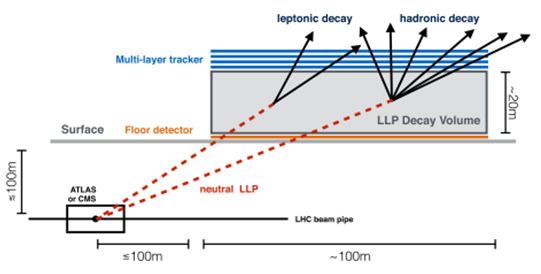 leptonic decay
hadronic decay
Multi-layer tracker
LLP Decay Volume
~20m
Surface
Floor detector
≲100m
ATLAS
or CMS
neutral LLP
LHC beam pipe
≲100m
~100m